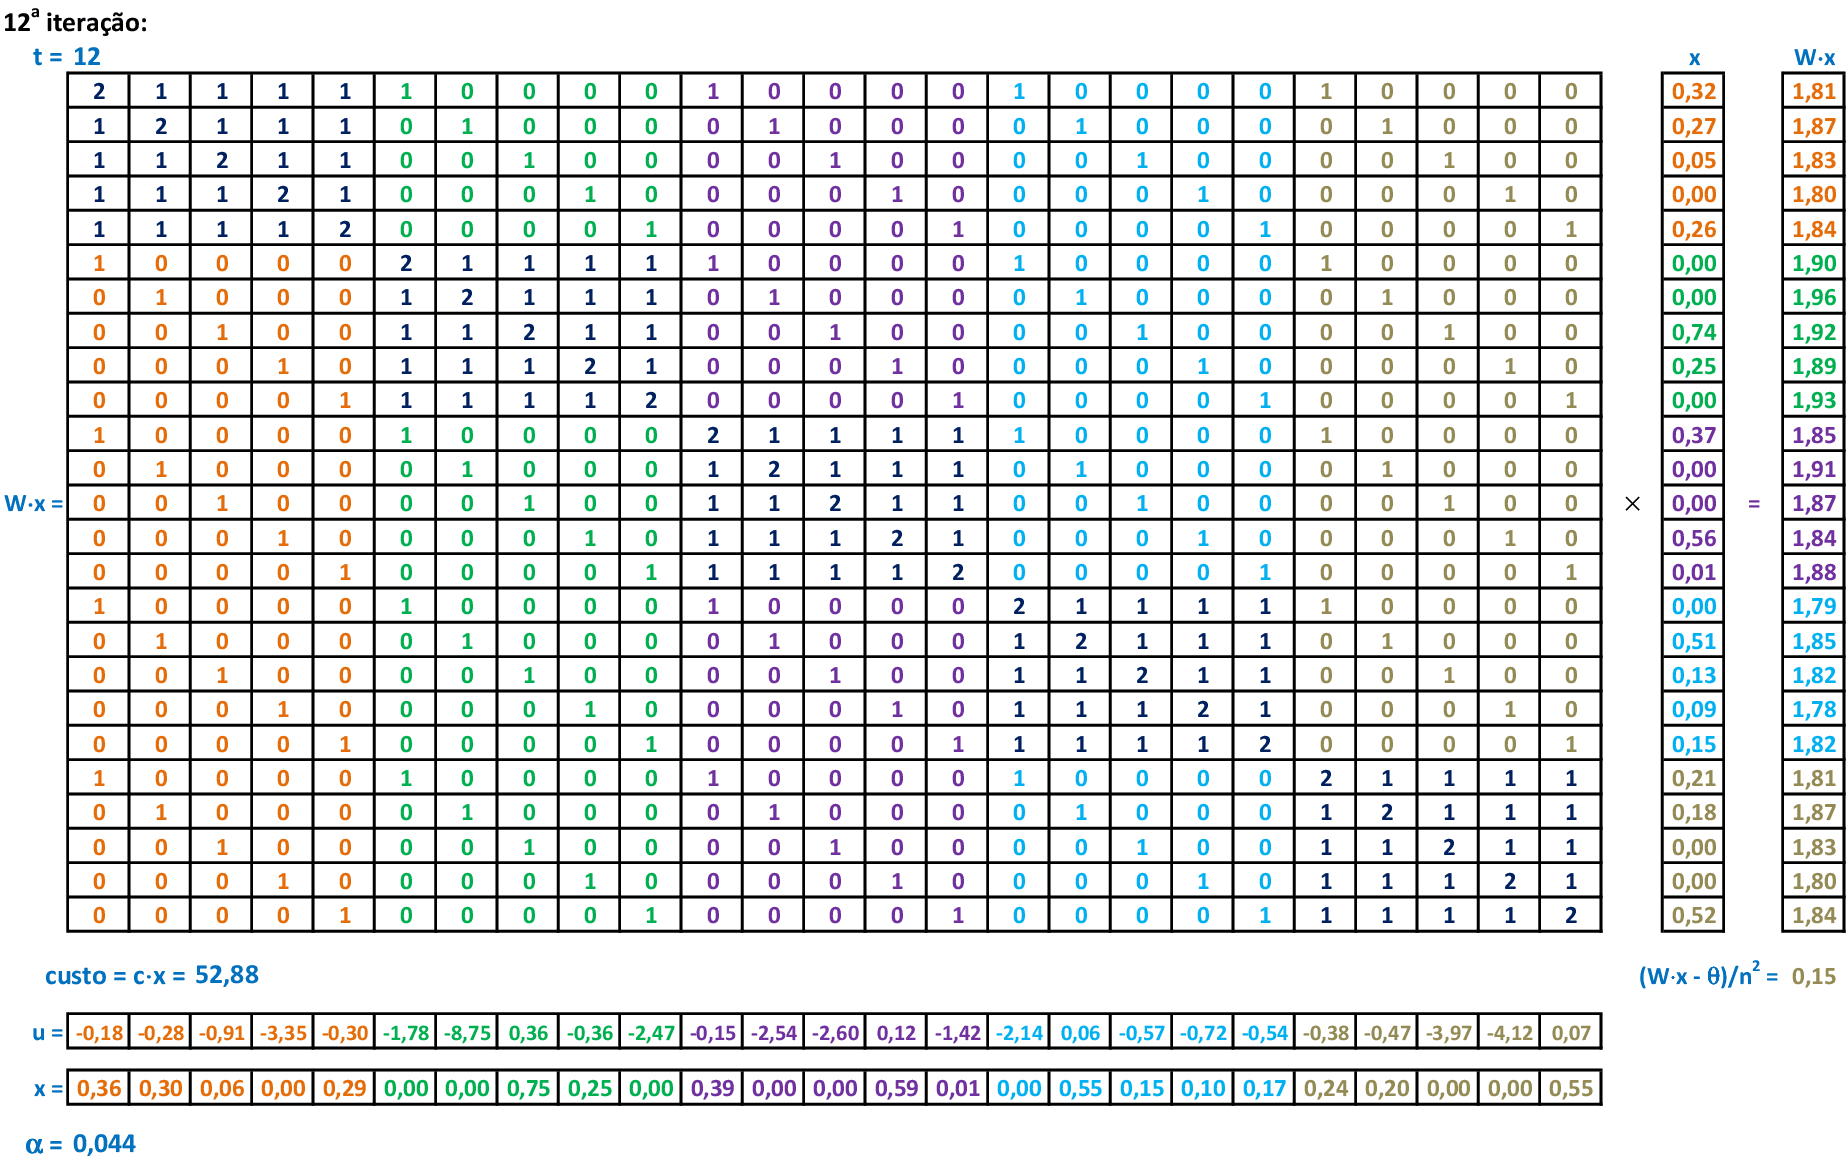 12ª iteração:
t = 12 x W·x
2 1 1 1 1 1 0 0 0 0 1 0 0 0 0 1 0 0 0 0 1 0 0 0 0 0,32 1,81
1 2 1 1 1 0 1 0 0 0 0 1 0 0 0 0 1 0 0 0 0 1 0 0 0 0,27 1,87
1 1 2 1 1 0 0 1 0 0 0 0 1 0 0 0 0 1 0 0 0 0 1 0 0 0,05 1,83
1 1 1 2 1 0 0 0 1 0 0 0 0 1 0 0 0 0 1 0 0 0 0 1 0 0,00 1,80
1 1 1 1 2 0 0 0 0 1 0 0 0 0 1 0 0 0 0 1 0 0 0 0 1 0,26 1,84
1 0 0 0 0 2 1 1 1 1 1 0 0 0 0 1 0 0 0 0 1 0 0 0 0 0,00 1,90
0 1 0 0 0 1 2 1 1 1 0 1 0 0 0 0 1 0 0 0 0 1 0 0 0 0,00 1,96
0 0 1 0 0 1 1 2 1 1 0 0 1 0 0 0 0 1 0 0 0 0 1 0 0 0,74 1,92
0 0 0 1 0 1 1 1 2 1 0 0 0 1 0 0 0 0 1 0 0 0 0 1 0 0,25 1,89
0 0 0 0 1 1 1 1 1 2 0 0 0 0 1 0 0 0 0 1 0 0 0 0 1 0,00 1,93
1 0 0 0 0 1 0 0 0 0 2 1 1 1 1 1 0 0 0 0 1 0 0 0 0 0,37 1,85
0 1 0 0 0 0 1 0 0 0 1 2 1 1 1 0 1 0 0 0 0 1 0 0 0 0,00 1,91
W·x = 0 0 1 0 0 0 0 1 0 0 1 1 2 1 1 0 0 1 0 0 0 0 1 0 0 × 0,00 = 1,87
0 0 0 1 0 0 0 0 1 0 1 1 1 2 1 0 0 0 1 0 0 0 0 1 0 0,56 1,84
0 0 0 0 1 0 0 0 0 1 1 1 1 1 2 0 0 0 0 1 0 0 0 0 1 0,01 1,88
1 0 0 0 0 1 0 0 0 0 1 0 0 0 0 2 1 1 1 1 1 0 0 0 0 0,00 1,79
0 1 0 0 0 0 1 0 0 0 0 1 0 0 0 1 2 1 1 1 0 1 0 0 0 0,51 1,85
0 0 1 0 0 0 0 1 0 0 0 0 1 0 0 1 1 2 1 1 0 0 1 0 0 0,13 1,82
0 0 0 1 0 0 0 0 1 0 0 0 0 1 0 1 1 1 2 1 0 0 0 1 0 0,09 1,78
0 0 0 0 1 0 0 0 0 1 0 0 0 0 1 1 1 1 1 2 0 0 0 0 1 0,15 1,82
1 0 0 0 0 1 0 0 0 0 1 0 0 0 0 1 0 0 0 0 2 1 1 1 1 0,21 1,81
0 1 0 0 0 0 1 0 0 0 0 1 0 0 0 0 1 0 0 0 1 2 1 1 1 0,18 1,87
0 0 1 0 0 0 0 1 0 0 0 0 1 0 0 0 0 1 0 0 1 1 2 1 1 0,00 1,83
0 0 0 1 0 0 0 0 1 0 0 0 0 1 0 0 0 0 1 0 1 1 1 2 1 0,00 1,80
0 0 0 0 1 0 0 0 0 1 0 0 0 0 1 0 0 0 0 1 1 1 1 1 2 0,52 1,84
custo = c·x = 52,88 (W·x - θ)/n² = 0,15
u = -0,18 -0,28 -0,91 -3,35 -0,30 -1,78 -8,75 0,36 -0,36 -2,47 -0,15 -2,54 -2,60 0,12 -1,42 -2,14 0,06 -0,57 -0,72 -0,54 -0,38 -0,47 -3,97 -4,12 0,07
x = 0,36 0,30 0,06 0,00 0,29 0,00 0,00 0,75 0,25 0,00 0,39 0,00 0,00 0,59 0,01 0,00 0,55 0,15 0,10 0,17 0,24 0,20 0,00 0,00 0,55
α = 0,044